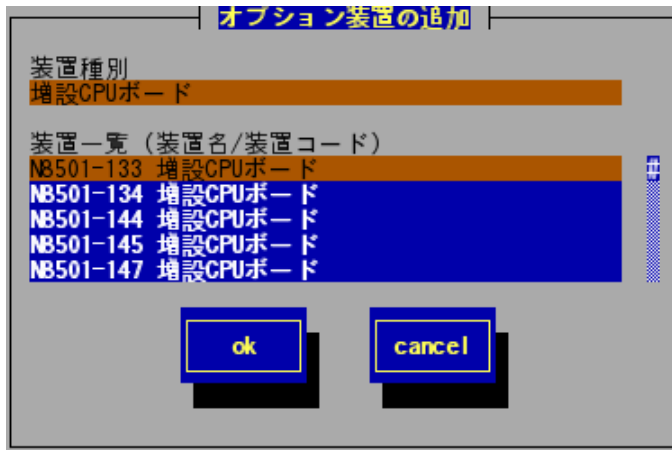 オプション装置の追加
装置種別
増設CPUボード
装置一覧 (装置名/装置コード)
N8501-133 増設CPUボード
N8501-134 増設CPUボード
N8501-144 増設CPUボード
N8501-145 増設CPUボード
N8501-147 増設CPUボード
ok cancel